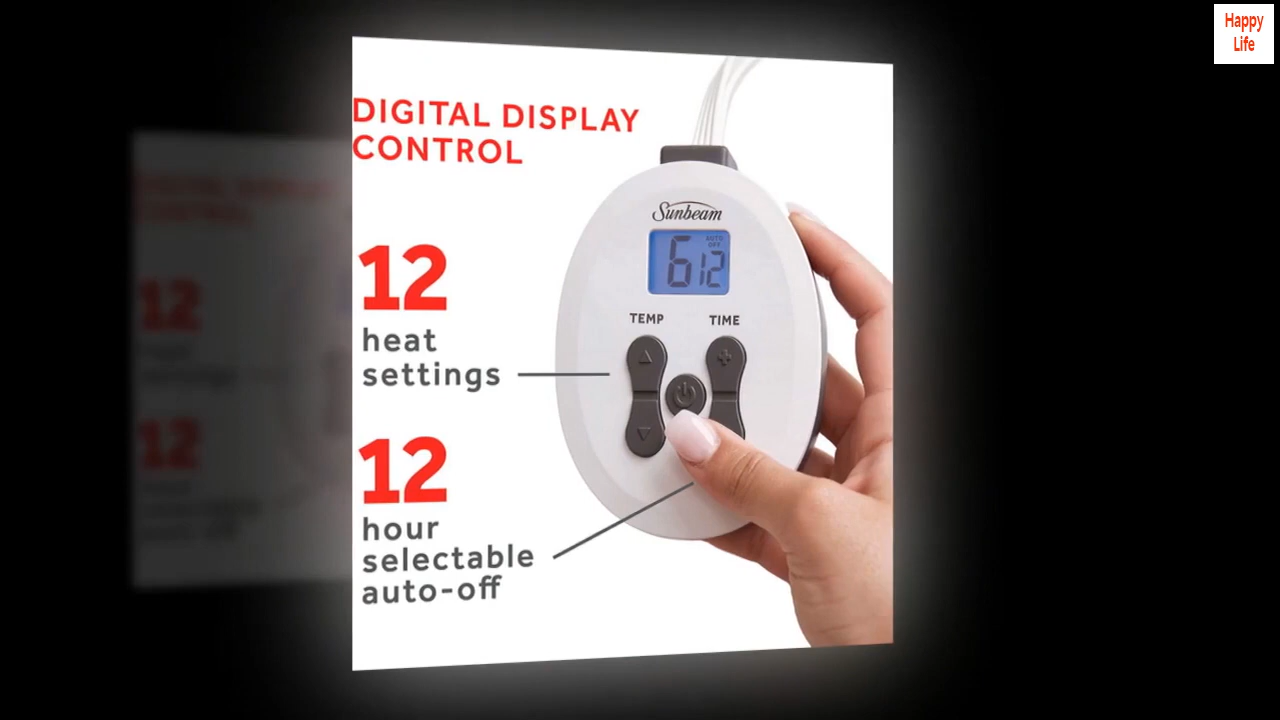 Happy
Life
DIGITAL DISPLAY
CONTROL
Sunbeam
6 12
AUTO
OFF
TEMP
TIME
12
heat
settings
12
hour
selectable
auto-off